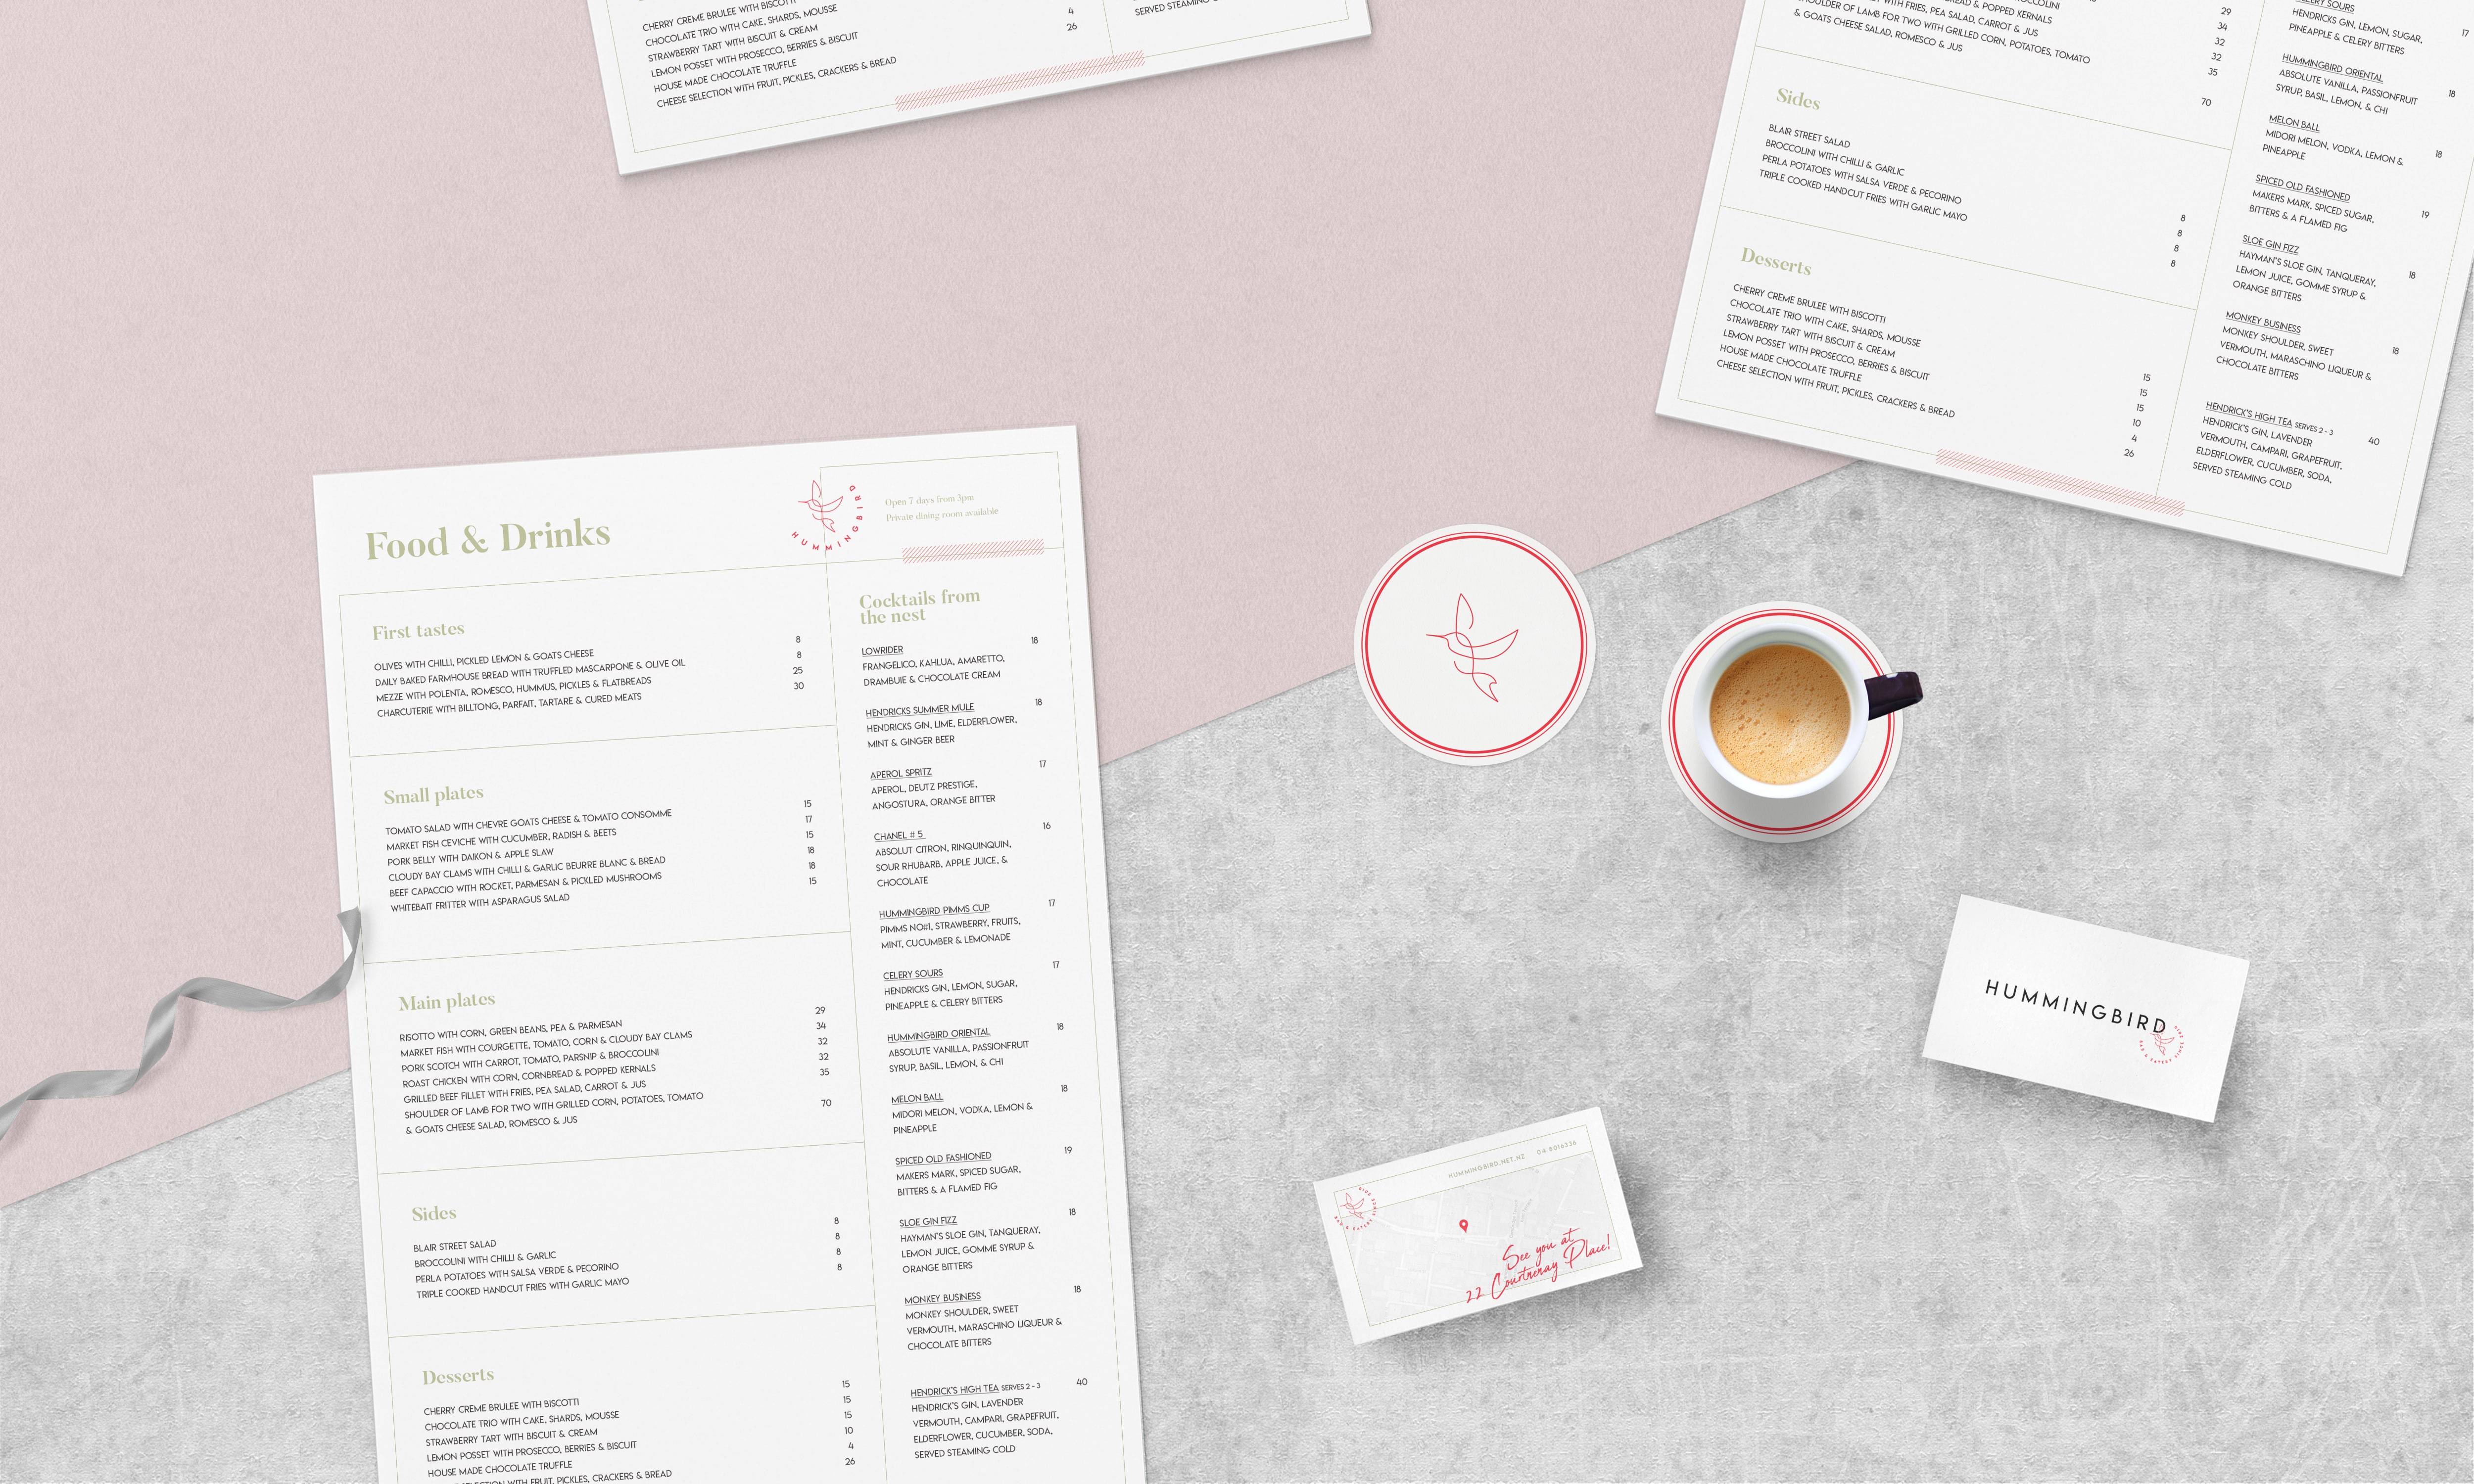 CHERRY CREME BRULEE WITH BISCOTTI
CHOCOLATE TRIO WITH CAKE, SHARDS, MOUSSE
STRAWBERRY TART WITH BISCUIT & CREAM
LEMON POSSET WITH PROSECCO, BERRIES & BISCUIT
HOUSE MADE CHOCOLATE TRUFFLE
CHEESE SELECTION WITH FRUIT, PICKLES, CRACKERS & BREAD
4
26
SERVED STEAMING
& POPPED KERNALS
WITH FRIES, PEA SALAD, CARROT & JUS
SHOULDER OF LAMB FOR TWO WITH GRILLED CORN, POTATOES, TOMATO
& GOATS CHEESE SALAD, ROMESCO & JUS
29
34
32
32
35
70
Sides
BLAIR STREET SALAD
BROCCOLINI WITH CHILLI & GARLIC
PERLA POTATOES WITH SALSA VERDE & PECORINO
TRIPLE COOKED HANDCUT FRIES WITH GARLIC MAYO
8
8
8
8
Desserts
CHERRY CREME BRULEE WITH BISCOTTI
CHOCOLATE TRIO WITH CAKE, SHARDS, MOUSSE
STRAWBERRY TART WITH BISCUIT & CREAM
LEMON POSSET WITH PROSECCO, BERRIES & BISCUIT
HOUSE MADE CHOCOLATE TRUFFLE
CHEESE SELECTION WITH FRUIT, PICKLES, CRACKERS & BREAD
15
15
15
10
4
26
CELERY SOURS 17
HENDRICKS GIN, LEMON, SUGAR,
PINEAPPLE & CELERY BITTERS
HUMMINGBIRD ORIENTAL 18
ABSOLUTE VANILLA, PASSIONFRUIT
SYRUP, BASIL, LEMON, & CHI
MELON BALL 18
MIDORI MELON, VODKA, LEMON &
PINEAPPLE
SPICED OLD FASHIONED 19
MAKERS MARK, SPICED SUGAR,
BITTERS & A FLAMED FIG
SLOE GIN FIZZ 18
HAYMAN'S SLOE GIN, TANQUERAY,
LEMON JUICE, GOMME SYRUP &
ORANGE BITTERS
MONKEY BUSINESS 18
MONKEY SHOULDER, SWEET
VERMOUTH, MARASCHINO LIQUEUR &
CHOCOLATE BITTERS
HENDRICK'S HIGH TEA SERVES 2 - 3 40
HENDRICK'S GIN, LAVENDER
VERMOUTH, CAMPARI, GRAPEFRUIT,
ELDERFLOWER, CUCUMBER, SODA,
SERVED STEAMING COLD
Food & Drinks
HUMMINGBIRD
Open 7 days from 3pm
Private dining room available
First tastes
OLIVES WITH CHILLI, PICKLED LEMON & GOATS CHEESE 8
DAILY BAKED FARMHOUSE BREAD WITH TRUFFLED MASCARPONE & OLIVE OIL 8
MEZZE WITH POLENTA, ROMESCO, HUMMUS, PICKLES & FLATBREADS 25
CHARCUTERIE WITH BILLTONG, PARFAIT, TARTARE & CURED MEATS 30
Small plates
TOMATO SALAD WITH CHEVRE GOATS CHEESE & TOMATO CONSOMME 15
MARKET FISH CEVICHE WITH CUCUMBER, RADISH & BEETS 17
PORK BELLY WITH DAIKON & APPLE SLAW 15
CLOUDY BAY CLAMS WITH CHILLI & GARLIC BEURRE BLANC & BREAD 18
BEEF CAPACCIO WITH ROCKET, PARMESAN & PICKLED MUSHROOMS 18
WHITEBAIT FRITTER WITH ASPARAGUS SALAD 15
Main plates
RISOTTO WITH CORN, GREEN BEANS, PEA & PARMESAN 29
MARKET FISH WITH COURGETTE, TOMATO, CORN & CLOUDY BAY CLAMS 34
PORK SCOTCH WITH CARROT, TOMATO, PARSNIP & BROCCOLINI 32
ROAST CHICKEN WITH CORN, CORNBREAD & POPPED KERNALS 32
GRILLED BEEF FILLET WITH FRIES, PEA SALAD, CARROT & JUS 35
SHOULDER OF LAMB FOR TWO WITH GRILLED CORN, POTATOES, TOMATO
& GOATS CHEESE SALAD, ROMESCO & JUS 70
Sides
BLAIR STREET SALAD 8
BROCCOLINI WITH CHILLI & GARLIC 8
PERLA POTATOES WITH SALSA VERDE & PECORINO 8
TRIPLE COOKED HANDCUT FRIES WITH GARLIC MAYO 8
Desserts
CHERRY CREME BRULEE WITH BISCOTTI 15
CHOCOLATE TRIO WITH CAKE, SHARDS, MOUSSE 15
STRAWBERRY TART WITH BISCUIT & CREAM 15
LEMON POSSET WITH PROSECCO, BERRIES & BISCUIT 10
HOUSE MADE CHOCOLATE TRUFFLE 4
WITH FRUIT, PICKLES, CRACKERS & BREAD 26
Cocktails from
the nest
LOWRIDER 18
FRANGELICO, KAHLUA, AMARETTO,
DRAMBUIE & CHOCOLATE CREAM
HENDRICKS SUMMER MULE 18
HENDRICKS GIN, LIME, ELDERFLOWER,
MINT & GINGER BEER
APEROL SPRITZ 17
APEROL, DEUTZ PRESTIGE,
ANGOSTURA, ORANGE BITTER
CHANEL # 5 16
ABSOLUT CITRON, RINQUINQUIN,
SOUR RHUBARB, APPLE JUICE, &
CHOCOLATE
HUMMINGBIRD PIMMS CUP 17
PIMMS NO#1, STRAWBERRY, FRUITS,
MINT, CUCUMBER & LEMONADE
CELERY SOURS 17
HENDRICKS GIN, LEMON, SUGAR,
PINEAPPLE & CELERY BITTERS
HUMMINGBIRD ORIENTAL 18
ABSOLUTE VANILLA, PASSIONFRUIT
SYRUP, BASIL, LEMON, & CHI
MELON BALL 18
MIDORI MELON, VODKA, LEMON &
PINEAPPLE
SPICED OLD FASHIONED 19
MAKERS MARK, SPICED SUGAR,
BITTERS & A FLAMED FIG
SLOE GIN FIZZ 18
HAYMAN'S SLOE GIN, TANQUERAY,
LEMON JUICE, GOMME SYRUP &
ORANGE BITTERS
MONKEY BUSINESS 18
MONKEY SHOULDER, SWEET
VERMOUTH, MARASCHINO LIQUEUR &
CHOCOLATE BITTERS
HENDRICK'S HIGH TEA SERVES 2 - 3 40
HENDRICK'S GIN, LAVENDER
VERMOUTH, CAMPARI, GRAPEFRUIT,
ELDERFLOWER, CUCUMBER, SODA,
SERVED STEAMING COLD
HUMMINGBIRD
BAR & EATERY SINCE
HUMMINGBIRD.NET.NZ 04 8016336
BAR & EATERY SINCE
See you at
22 Courtnenay Place!